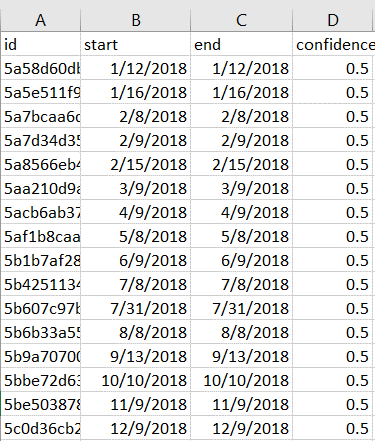 A B C D
id start end confidence
5a58d60db 1/12/2018 1/12/2018 0.5
5a5e511f9 1/16/2018 1/16/2018 0.5
5a7bcaa6c 2/8/2018 2/8/2018 0.5
5a7d34d35 2/9/2018 2/9/2018 0.5
5a8566eb4 2/15/2018 2/15/2018 0.5
5aa210d9a 3/9/2018 3/9/2018 0.5
5acb6ab37 4/9/2018 4/9/2018 0.5
5af1b8caa 5/8/2018 5/8/2018 0.5
5b1b7af28 6/9/2018 6/9/2018 0.5
5b4251134 7/8/2018 7/8/2018 0.5
5b607c97b 7/31/2018 7/31/2018 0.5
5b6b33a55 8/8/2018 8/8/2018 0.5
5b9a70700 9/13/2018 9/13/2018 0.5
5bbe72d63 10/10/2018 10/10/2018 0.5
5be503878 11/9/2018 11/9/2018 0.5
5c0d36cb2 12/9/2018 12/9/2018 0.5